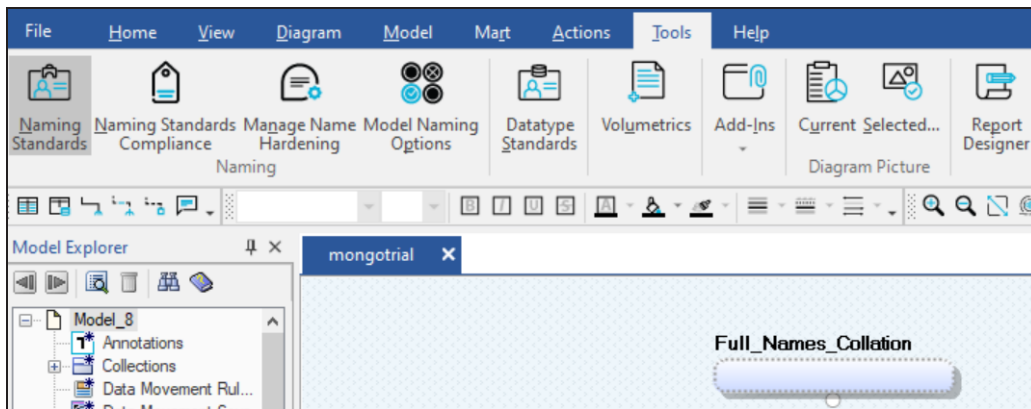 File Home View Diagram Model Mart Actions Tools Help
Naming Standards
Naming Standards Compliance
Manage Name Hardening
Model Naming Options
Datatype Standards
Volumetrics
Add-Ins
Current
Selected...
Report Designer
Naming
Diagram Picture
B I U S A
Model Explorer
mongotrial
Model_8
Annotations
Collections
Data Movement Rul...
Full_Names_Collation